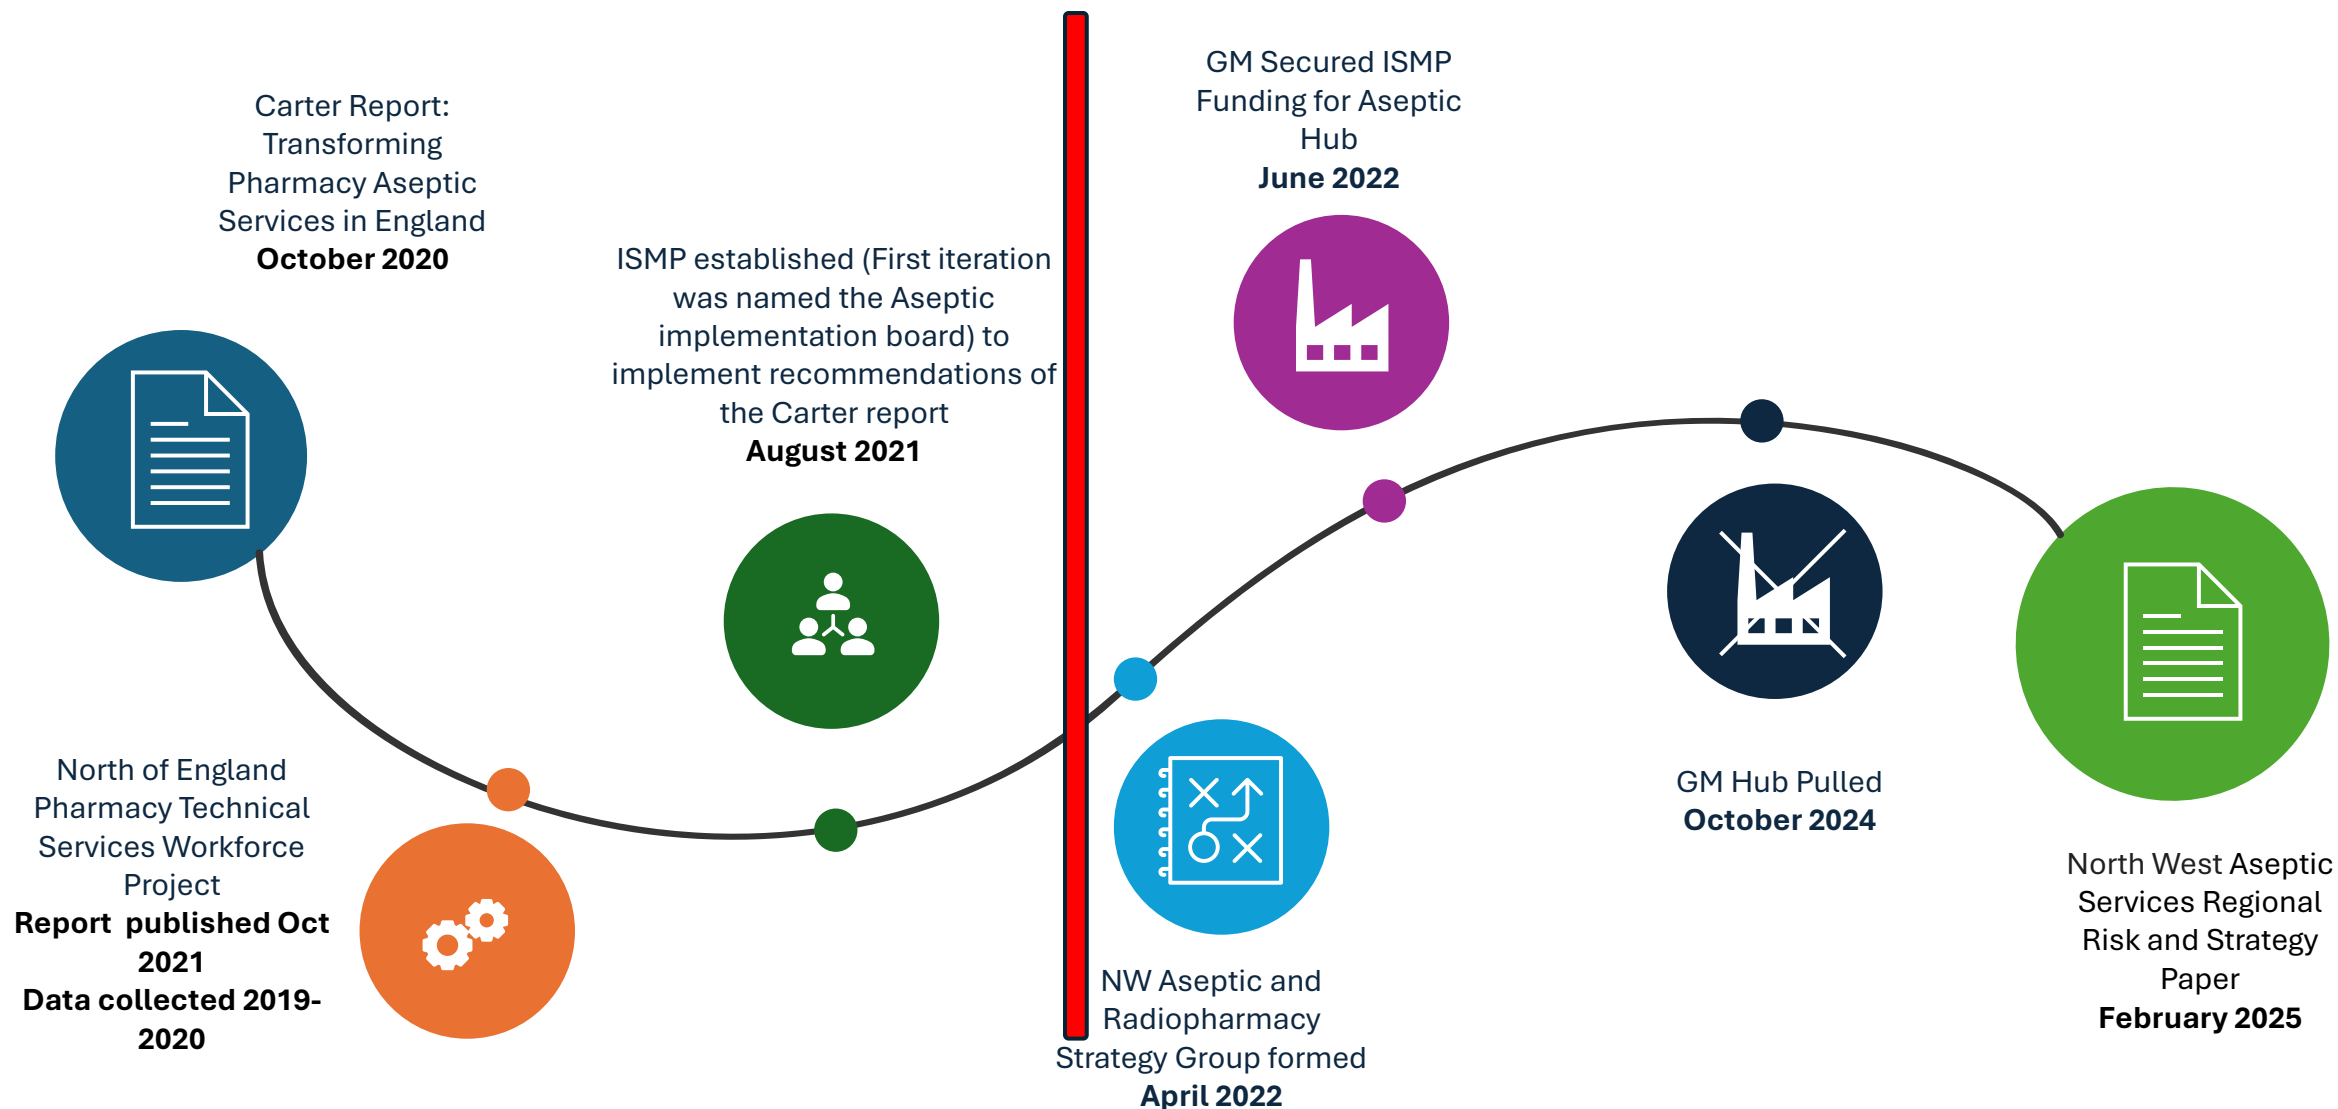 Carter Report:
Transforming
Pharmacy Aseptic
Services in England
October 2020
North of England
Pharmacy Technical
Services Workforce
Project
Report  published Oct
2021
Data collected 2019-
2020
ISMP established (First iteration
was named the Aseptic
implementation board) to
implement recommendations of
the Carter report
August 2021
NW Aseptic and
Radiopharmacy
Strategy Group formed
April 2022
GM Secured ISMP
Funding for Aseptic
Hub
June 2022
GM Hub Pulled
October 2024
North West Aseptic
Services Regional
Risk and Strategy
Paper
February 2025